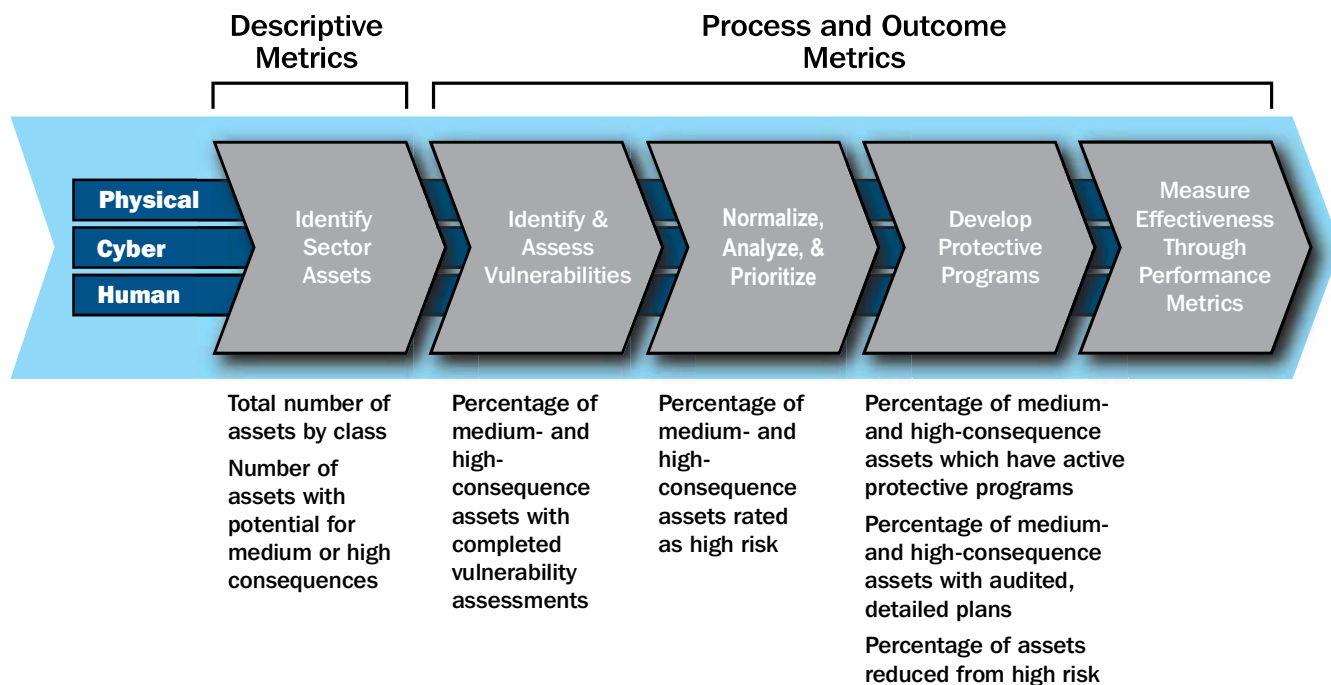 Descriptive
Metrics
Process and Outcome
Metrics
Physical
Cyber
Human
Identify
Sector
Assets
Identify &
Assess
Vulnerabilities
Normalize,
Analyze, &
Prioritize
Develop
Protective
Programs
Measure
Effectiveness
Through
Performance
Metrics
Total number of
assets by class
Number of
assets with
potential for
medium or high
consequences
Percentage of
medium- and
high-
consequence
assets with
completed
vulnerability
assessments
Percentage of
medium- and
high-
consequence
assets rated
as high risk
Percentage of medium-
and high-consequence
assets which have active
protective programs
Percentage of medium-
and high-consequence
assets with audited,
detailed plans
Percentage of assets
reduced from high risk